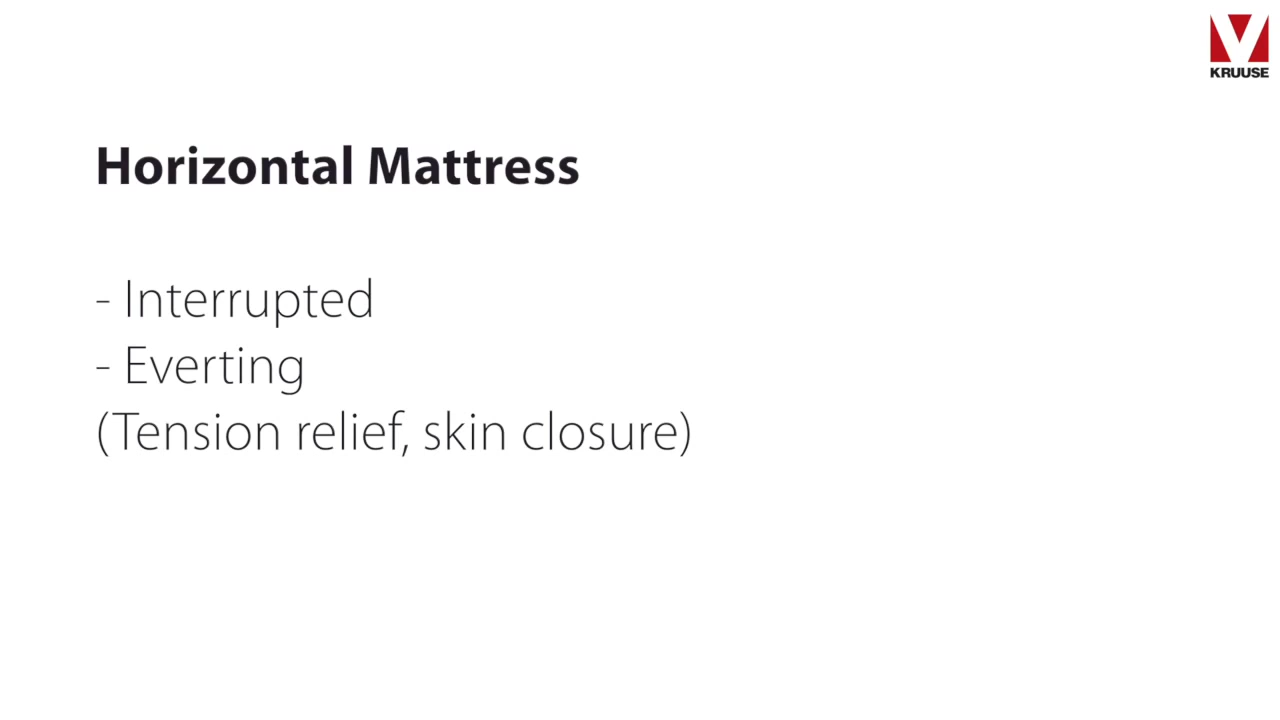 KRUUSE
Horizontal Mattress
- Interrupted
- Everting
(Tension relief, skin closure)